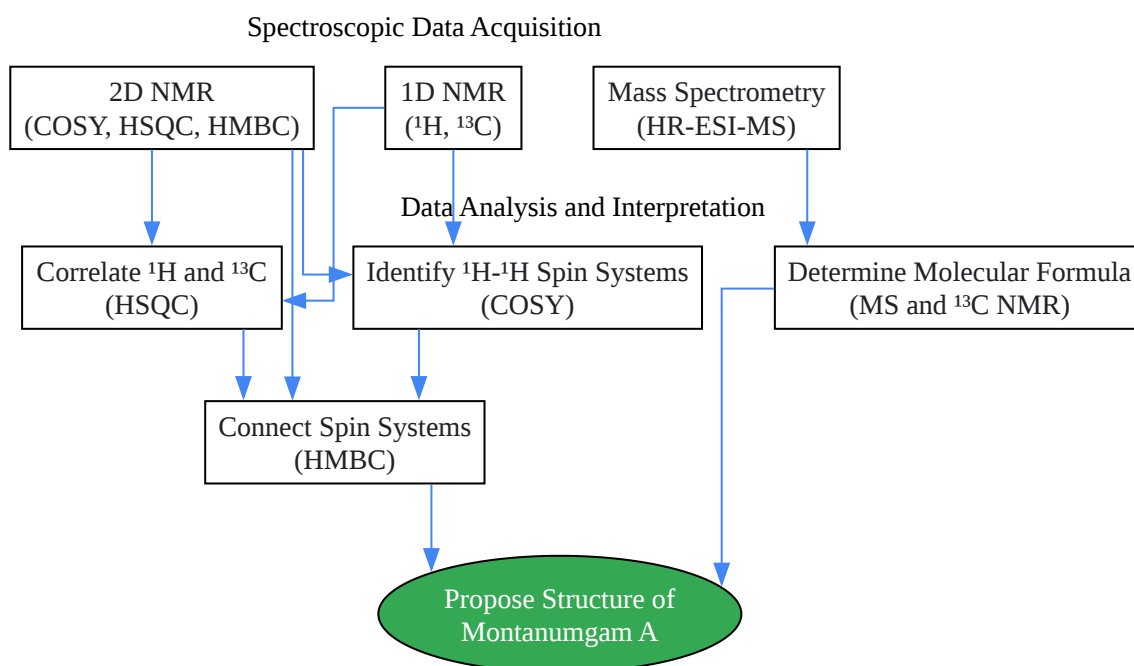 Spectroscopic Data Acquisition
2D NMR
(COSY, HSQC, HMBC)
1D NMR
(¹H, ¹³C)
Mass Spectrometry
(HR-ESI-MS)
Data Analysis and Interpretation
Correlate ¹H and ¹³C
(HSQC)
Identify ¹H-¹H Spin Systems
(COSY)
Determine Molecular Formula
(MS and ¹³C NMR)
Connect Spin Systems
(HMBC)
Propose Structure of
Montanumgam A